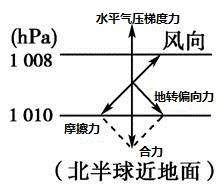 水平气压梯度力
(hPa)
风向
1 008
地转偏向力
1 010
摩擦力
合力
(北半球近地面)